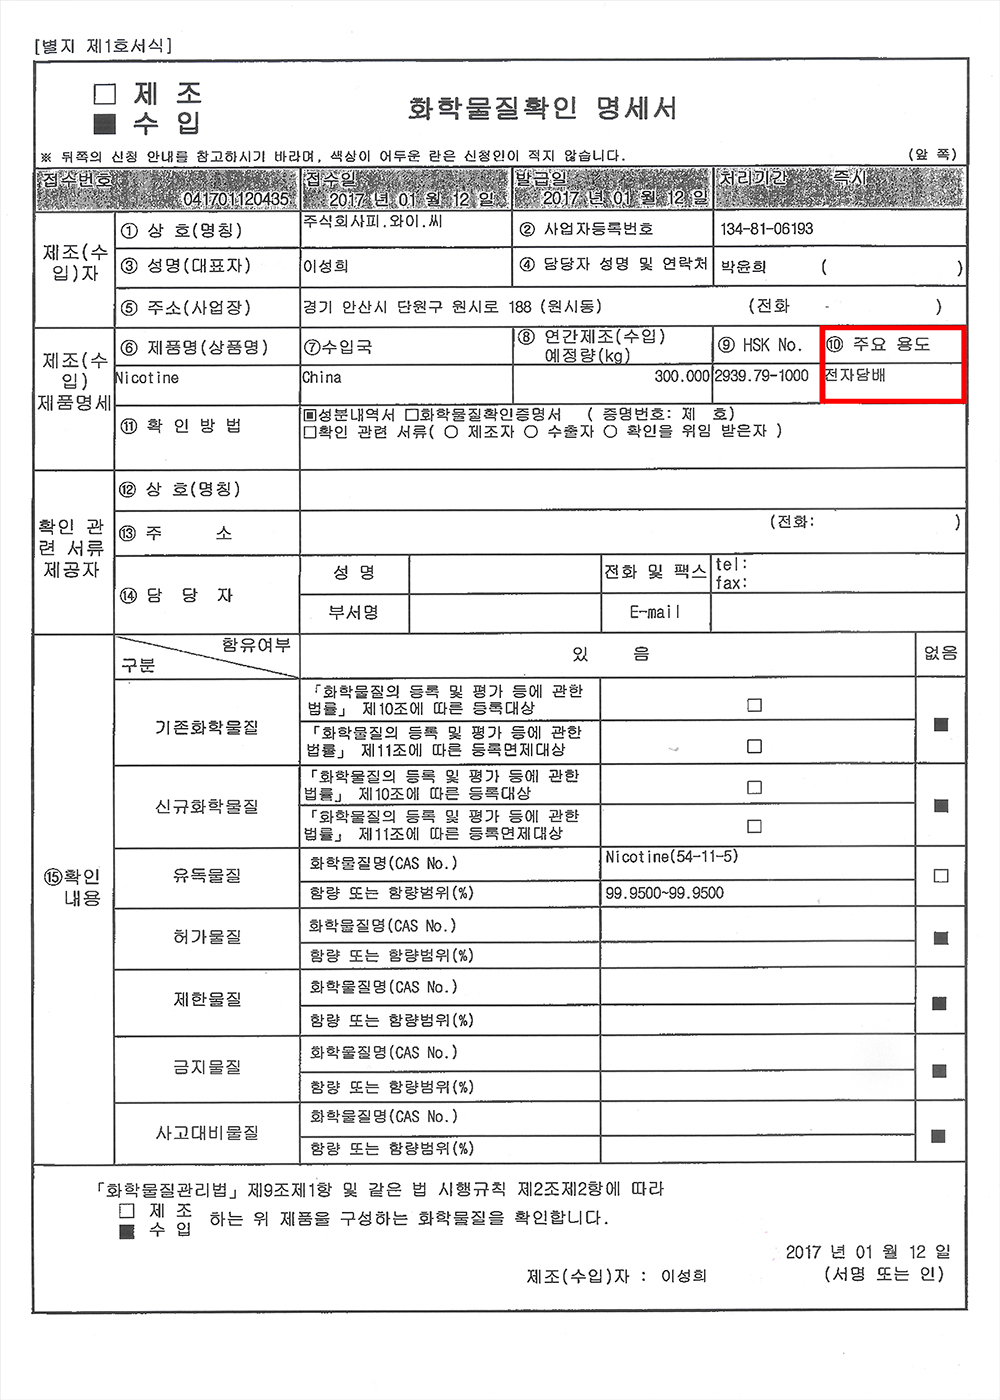 [별지 제1호서식]
□ 제 조
■ 수 입
화학물질확인 명세서
※ 뒤쪽의 신청 안내를 참고하시기 바라며, 색상이 어두운 란은 신청인이 적지 않습니다. (앞 쪽)
접수번호 041701120435 접수일 2017 년 01 월 12 일 발급일 2017 년 01 월 12 일 처리기간 즉시
제조(수입)자
① 상 호(명칭) 주식회사피.와이.씨 ② 사업자등록번호 134-81-06193
③ 성명(대표자) 이성희 ④ 담당자 성명 및 연락처 박윤희 ( )
⑤ 주소(사업장) 경기 안산시 단원구 원시로 188 (원시동) (전화 - )
제조(수입) 제품명세
⑥ 제품명(상품명) ⑦수입국 ⑧ 연간제조(수입) 예정량(kg) ⑨ HSK No. ⑩ 주요 용도
Nicotine China 300.000 2939.79-1000 전자담배
⑪ 확 인 방 법 ■성분내역서 □화학물질확인증명서 ( 증명번호: 제 호)
□확인 관련 서류( ○ 제조자 ○ 수출자 ○ 확인을 위임 받은자 )
확인 관련 서류 제공자
⑫ 상 호(명칭)
⑬ 주 소 (전화: )
⑭ 담 당 자 성 명 전화 및 팩스 tel:
fax:
부서명 E-mail
⑮확인 내용
구분 함유여부 있 음 없음
기존화학물질 「화학물질의 등록 및 평가 등에 관한 법률」 제10조에 따른 등록대상 □ ■
「화학물질의 등록 및 평가 등에 관한 법률」 제11조에 따른 등록면제대상 □
신규화학물질 「화학물질의 등록 및 평가 등에 관한 법률」 제10조에 따른 등록대상 □ ■
「화학물질의 등록 및 평가 등에 관한 법률」 제11조에 따른 등록면제대상 □
유독물질 화학물질명(CAS No.) Nicotine(54-11-5) □
함량 또는 함량범위(%) 99.9500~99.9500
허가물질 화학물질명(CAS No.) ■
함량 또는 함량범위(%)
제한물질 화학물질명(CAS No.) ■
함량 또는 함량범위(%)
금지물질 화학물질명(CAS No.) ■
함량 또는 함량범위(%)
사고대비물질 화학물질명(CAS No.) ■
함량 또는 함량범위(%)
「화학물질관리법」 제9조제1항 및 같은 법 시행규칙 제2조제2항에 따라
□ 제 조
■ 수 입 하는 위 제품을 구성하는 화학물질을 확인합니다.
2017 년 01 월 12 일
제조(수입)자 : 이성희 (서명 또는 인)